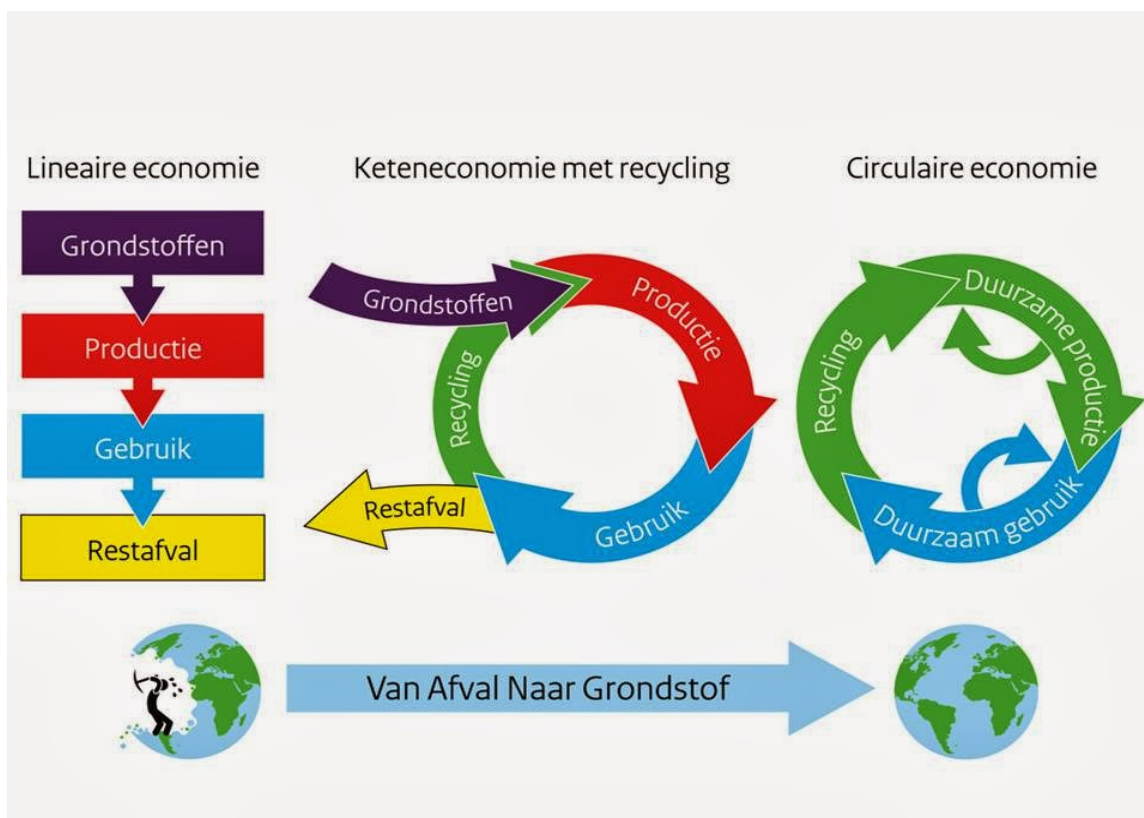 Lineaire economie
Grondstoffen
Productie
Gebruik
Restafval
Keteneconomie met recycling
Grondstoffen
Productie
Gebruik
Recycling
Restafval
Circulaire economie
Duurzame productie
Duurzaam gebruik
Recycling
Van Afval Naar Grondstof